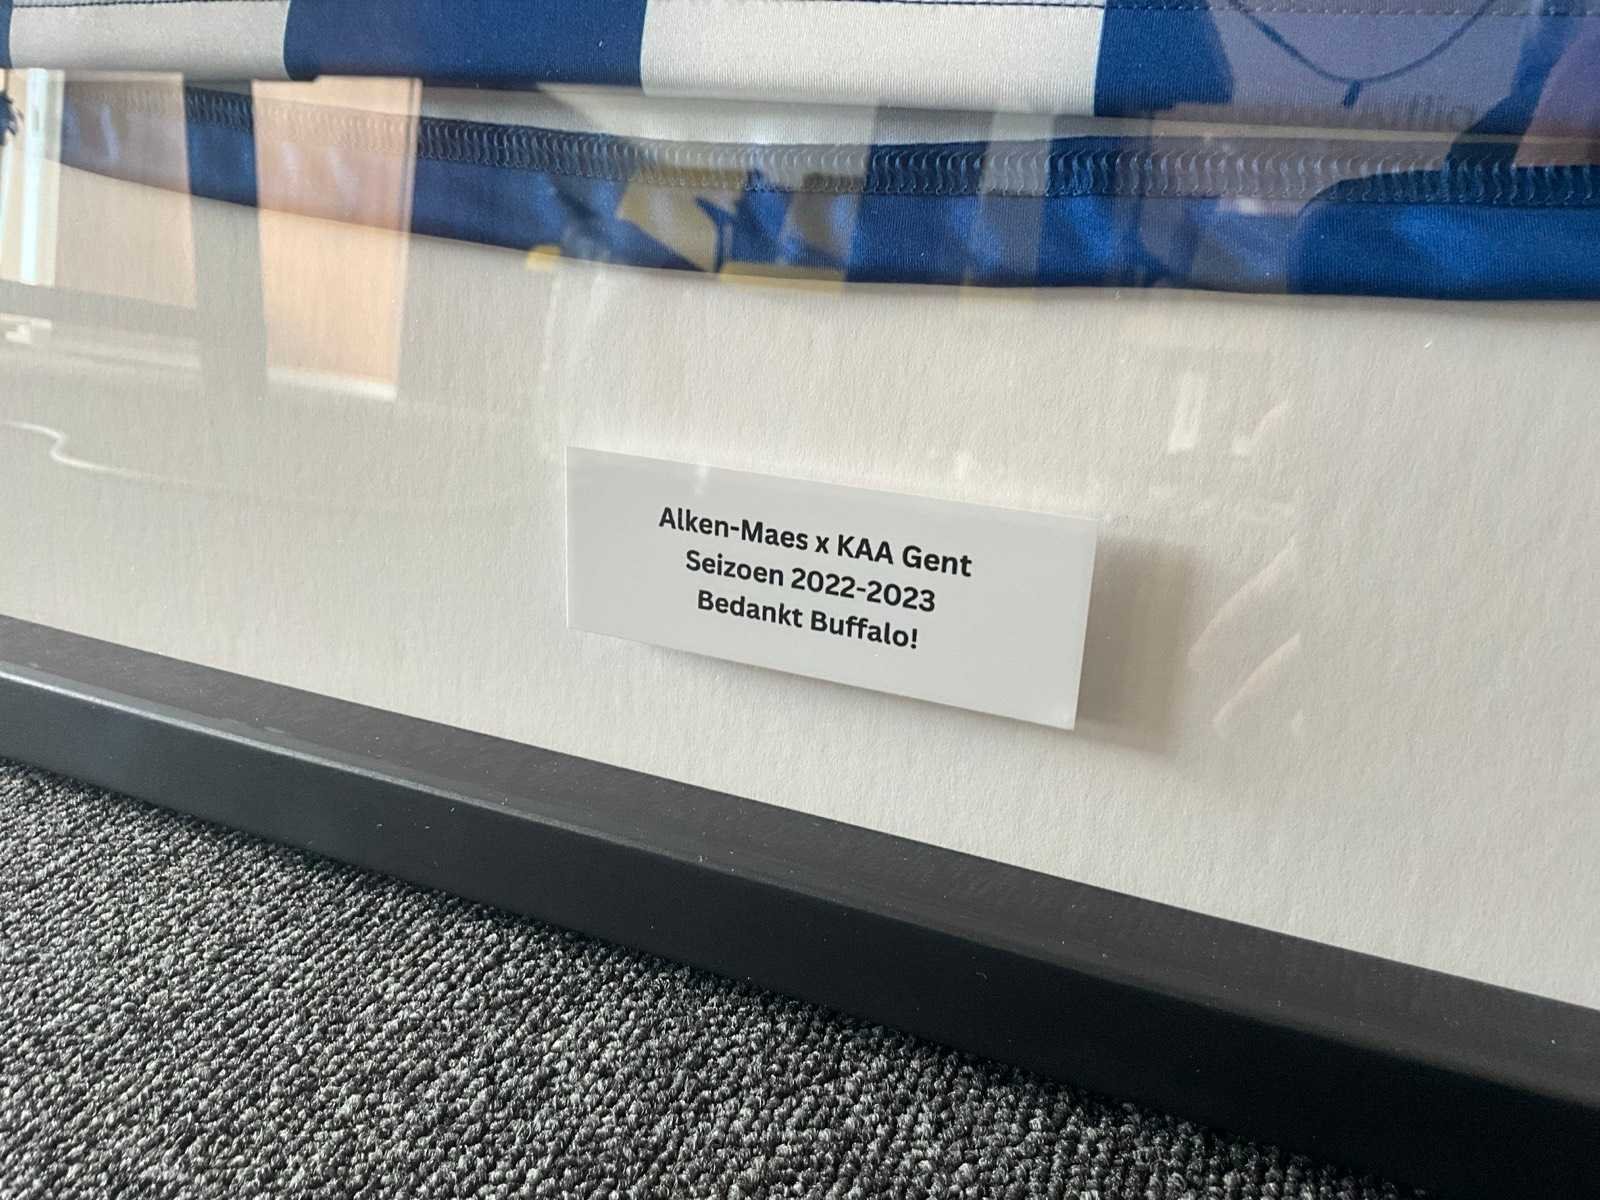 Alken-Maes x KAA Gent
Seizoen 2022-2023
Bedankt Buffalo!